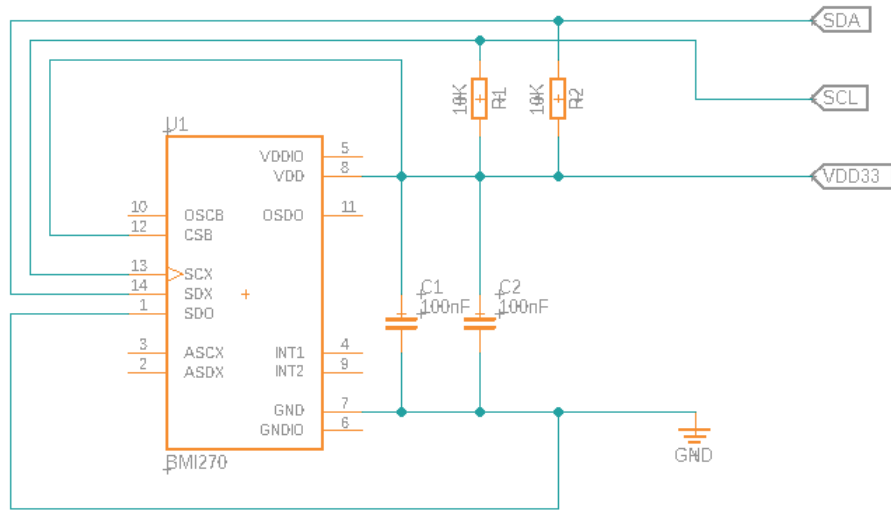 SDA
10K
R1
10K
R2
SCL
U1
VDDIO 5
VDD 8
VDD33
10 OSCB
OSDO 11
12 CSB
13 SCX
14 SDX
1 SDO
C1
100nF
C2
100nF
3 ASCX
INT1 4
2 ASDX
INT2 9
GND 7
GNDIO 6
GND
BMI270